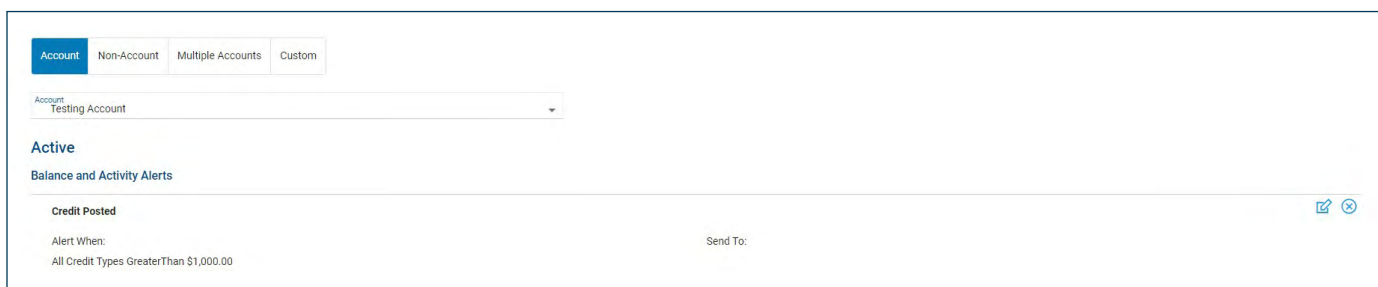 Account Non-Account Multiple Accounts Custom
Account
Testing Account
Active
Balance and Activity Alerts
Credit Posted
Alert When: Send To:
All Credit Types GreaterThan $1,000.00